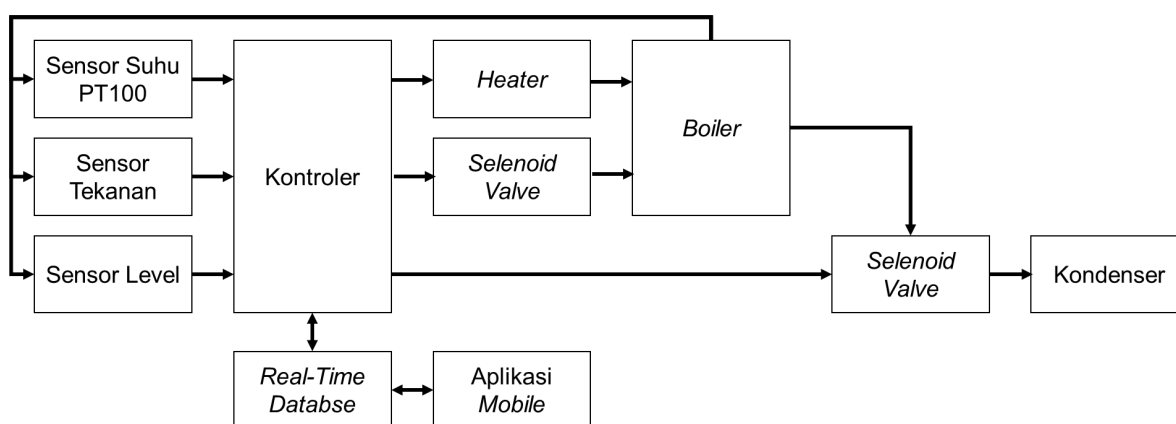 Sensor Suhu
PT100
Heater
Boiler
Sensor
Tekanan
Kontroler
Selenoid
Valve
Sensor Level
Selenoid
Valve
Kondenser
Real-Time
Databse
Aplikasi
Mobile